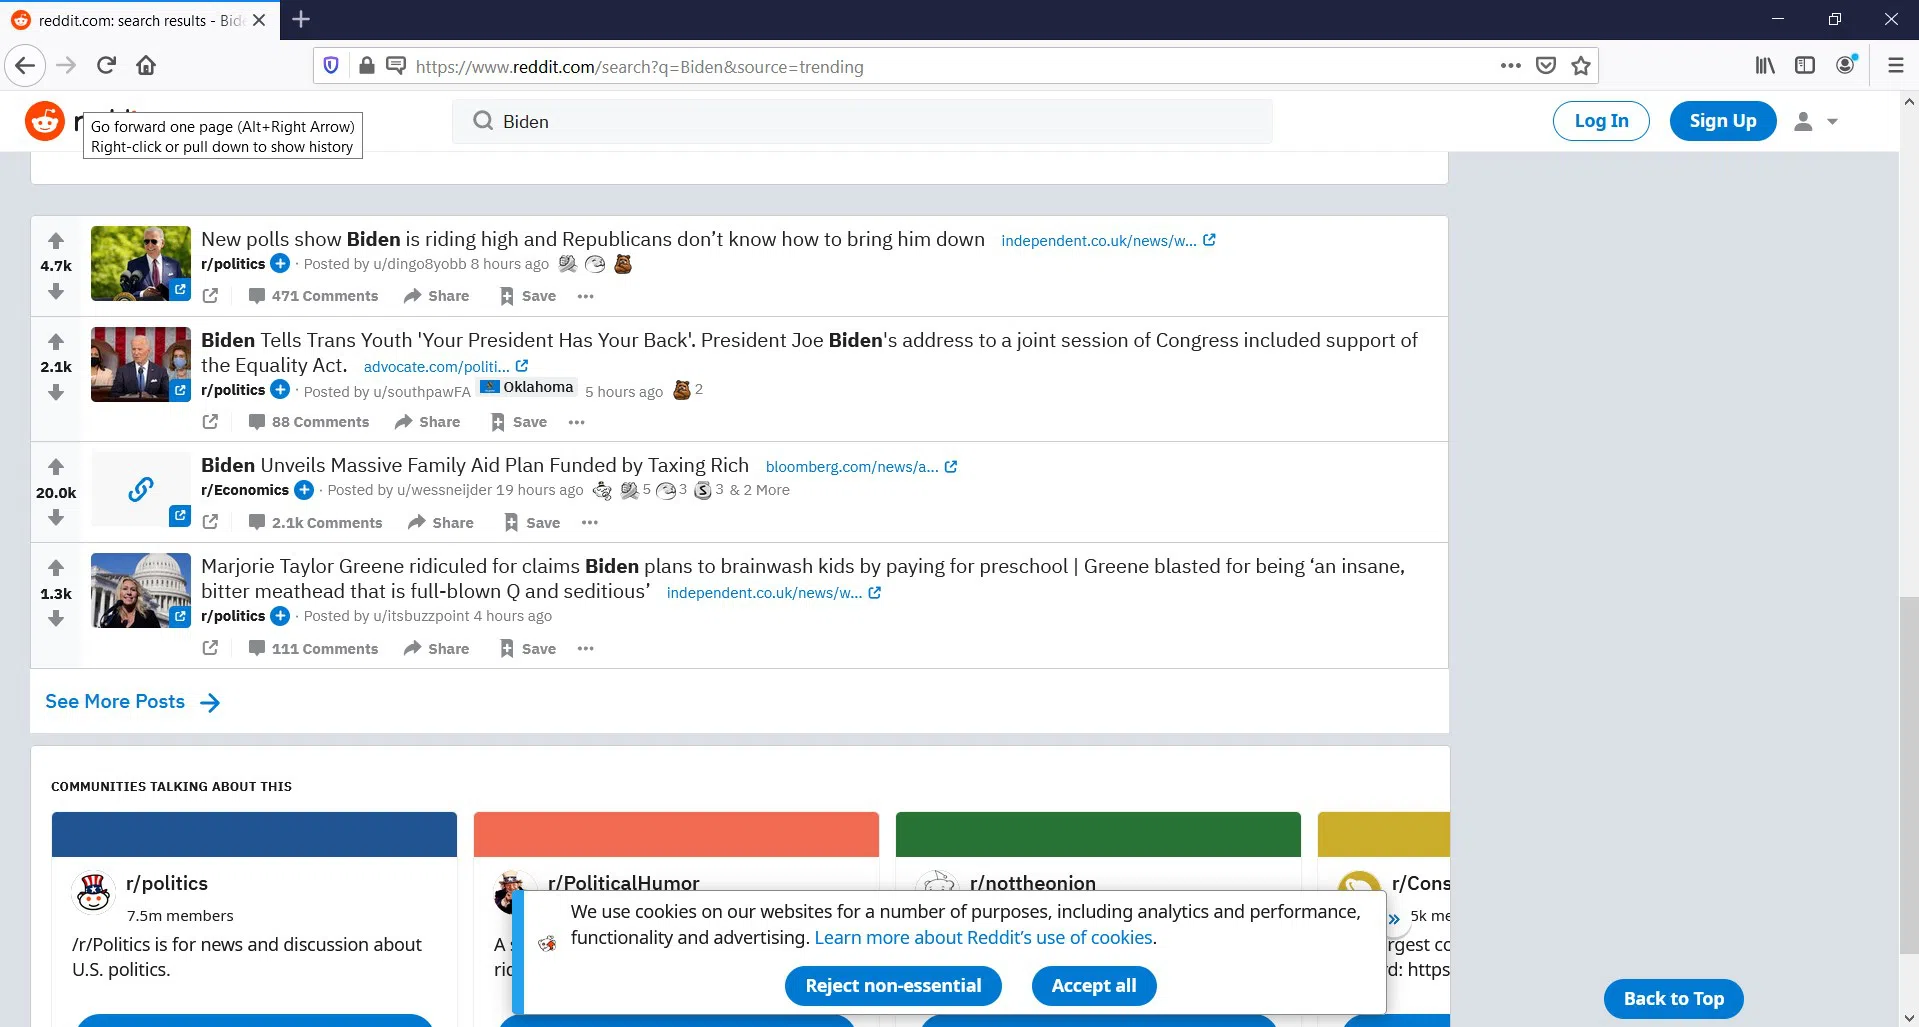 reddit.com: search results - Bid
https://www.reddit.com/search?q=Biden&source=trending
Go forward one page (Alt+Right Arrow)
Right-click or pull down to show history
Biden
Log In
Sign Up
New polls show Biden is riding high and Republicans don’t know how to bring him down independent.co.uk/news/w...
4.7k
r/politics · Posted by u/dingo8yobb 8 hours ago
471 Comments Share Save
Biden Tells Trans Youth 'Your President Has Your Back'. President Joe Biden's address to a joint session of Congress included support of
the Equality Act. advocate.com/politi...
2.1k
r/politics · Posted by u/southpawFA Oklahoma 5 hours ago 2
88 Comments Share Save
Biden Unveils Massive Family Aid Plan Funded by Taxing Rich bloomberg.com/news/a...
20.0k
r/Economics · Posted by u/wessneijder 19 hours ago 5 3 S 3 & 2 More
2.1k Comments Share Save
Marjorie Taylor Greene ridiculed for claims Biden plans to brainwash kids by paying for preschool | Greene blasted for being ‘an insane,
bitter meathead that is full-blown Q and seditious’ independent.co.uk/news/w...
1.3k
r/politics · Posted by u/itsbuzzpoint 4 hours ago
111 Comments Share Save
See More Posts
COMMUNITIES TALKING ABOUT THIS
r/politics
7.5m members
/r/Politics is for news and discussion about
U.S. politics.
r/PoliticalHumor
A s
ric
r/nottheonion
r/Cons
5k me
rgest co
d: https
We use cookies on our websites for a number of purposes, including analytics and performance,
functionality and advertising. Learn more about Reddit’s use of cookies.
Reject non-essential
Accept all
Back to Top